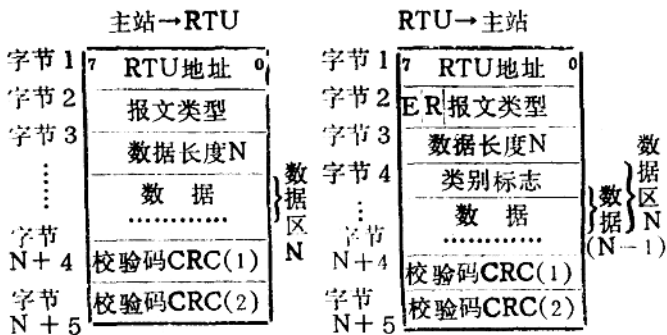 主站→RTU
字节1
7 RTU地址 0
字节2
报文类型
字节3
数据长度N
……
数据
…………
数据区N
字节N+4
校验码CRC(1)
字节N+5
校验码CRC(2)
RTU→主站
字节1
7 RTU地址 0
字节2
E R 报文类型
字节3
数据长度N
字节4
类别标志
⋮
数据
…………
数据(N-1)
数据区N
字节N+4
校验码CRC(1)
字节N+5
校验码CRC(2)